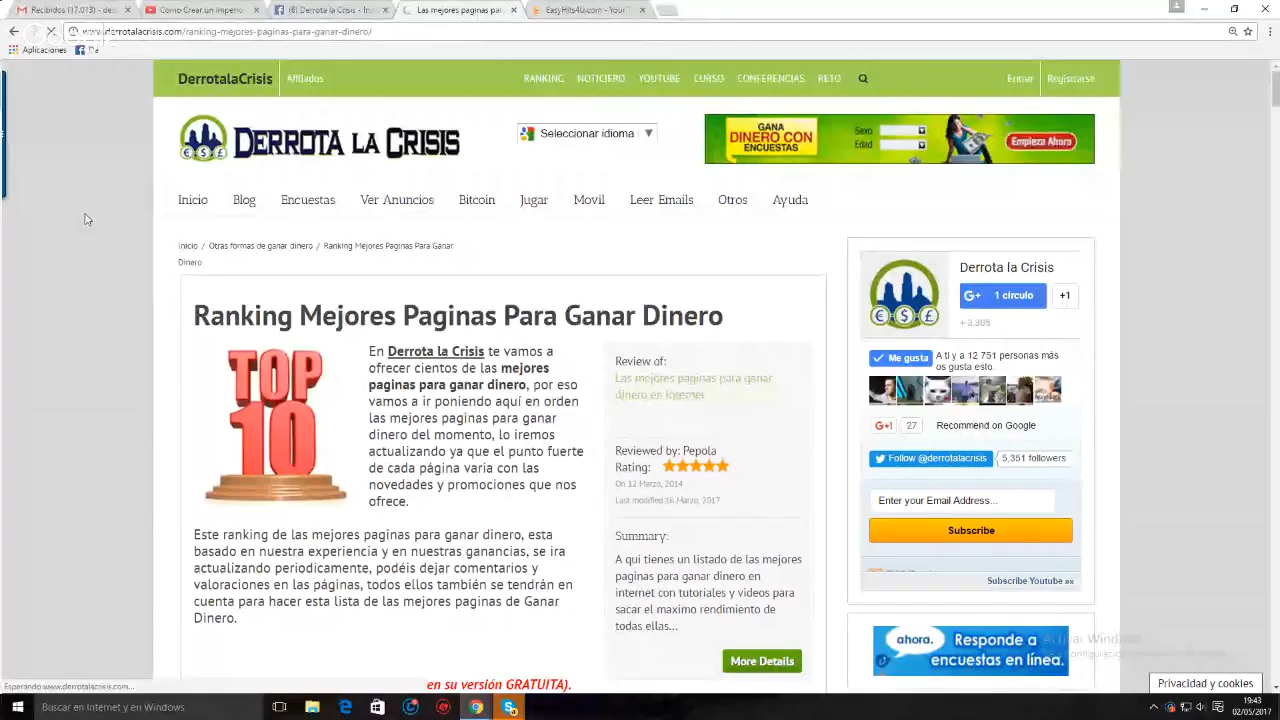 Recibidos (17.013) - de
Como Crear un Imperio
(8) Derrota la Crisis - In
Las mejores paginas par
EasyHits4U.com - Your T
www.derrotalacrisis.com/ranking-mejores-paginas-para-ganar-dinero/
Aplicaciones
DerrotalaCrisis
Afiliados
RANKING
NOTICIERO
YOUTUBE
CURSO
CONFERENCIAS
RETO
Entrar
Registrarse
DERROTA LA CRISIS
€ $ £
Seleccionar idioma ▼
GANA
DINERO CON
ENCUESTAS
Sexo
Edad
Empieza Ahora
Inicio
Blog
Encuestas
Ver Anuncios
Bitcoin
Jugar
Movil
Leer Emails
Otros
Ayuda
Inicio / Otras formas de ganar dinero / Ranking Mejores Paginas Para Ganar
Dinero
Ranking Mejores Paginas Para Ganar Dinero
TOP
10
En Derrota la Crisis te vamos a
ofrecer cientos de las mejores
paginas para ganar dinero, por eso
vamos a ir poniendo aquí en orden
las mejores paginas para ganar
dinero del momento, lo iremos
actualizando ya que el punto fuerte
de cada página varia con las
novedades y promociones que nos
ofrece.
Este ranking de las mejores paginas para ganar dinero, esta
basado en nuestra experiencia y en nuestras ganancias, se ira
actualizando periodicamente, podéis dejar comentarios y
valoraciones en las páginas, todos ellos también se tendrán en
cuenta para hacer esta lista de las mejores paginas de Ganar
Dinero.
en su versión GRATUITA).
Review of:
Las mejores paginas para ganar
dinero en Internet
Reviewed by: Pepola
Rating:
On 12 Marzo, 2014
Last modified: Marzo, 2017
Summary:
A qui tienes un listado de las mejores
paginas para ganar dinero en
internet con tutoriales y videos para
sacar el maximo rendimiento de
todas ellas...
More Details
Derrota la Crisis
€ $ £
G+ 1 círculo
+1
+ 3.305
Me gusta
A ti y a 12 751 personas más
os gusta esto.
G+1
27
Recommend on Google
Follow @derrotalacrisis
5,351 followers
Enter your Email Address...
Subscribe
Subscribe Youtube »»
ahora.
Responde a
encuestas en línea.
Activar Windows
Privacidad y cookies
Esperando www.derrotalacrisis.com...
Buscar en Internet y en Windows
19:43
02/05/2017